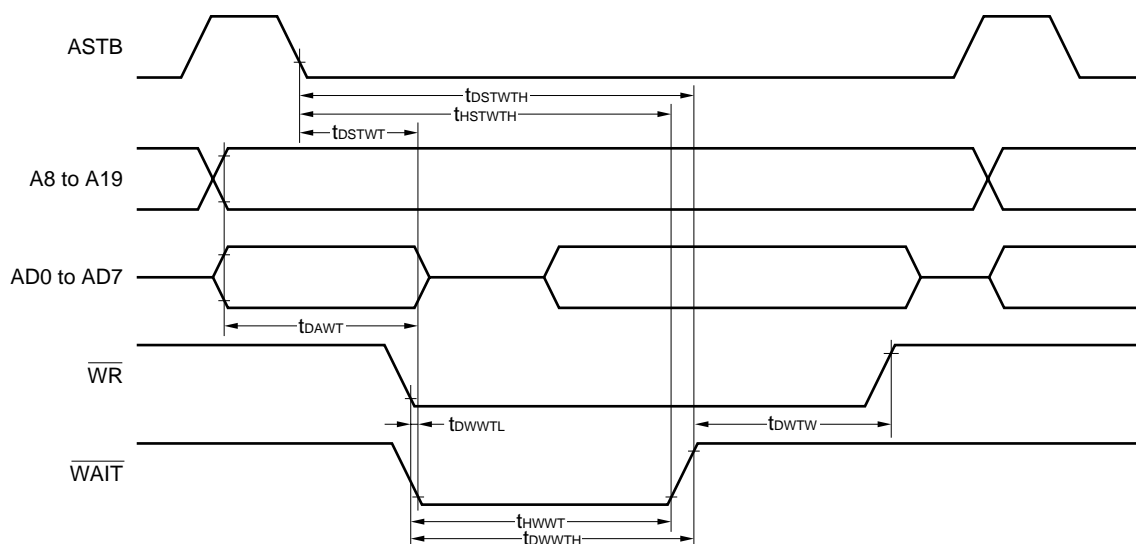 ASTB
tDSTWTH
tHSTWTH
tDSTWT
A8 to A19
AD0 to AD7
tDAWT
WR
tDWWTL
tDWTW
WAIT
tHWWT
tDWWTH